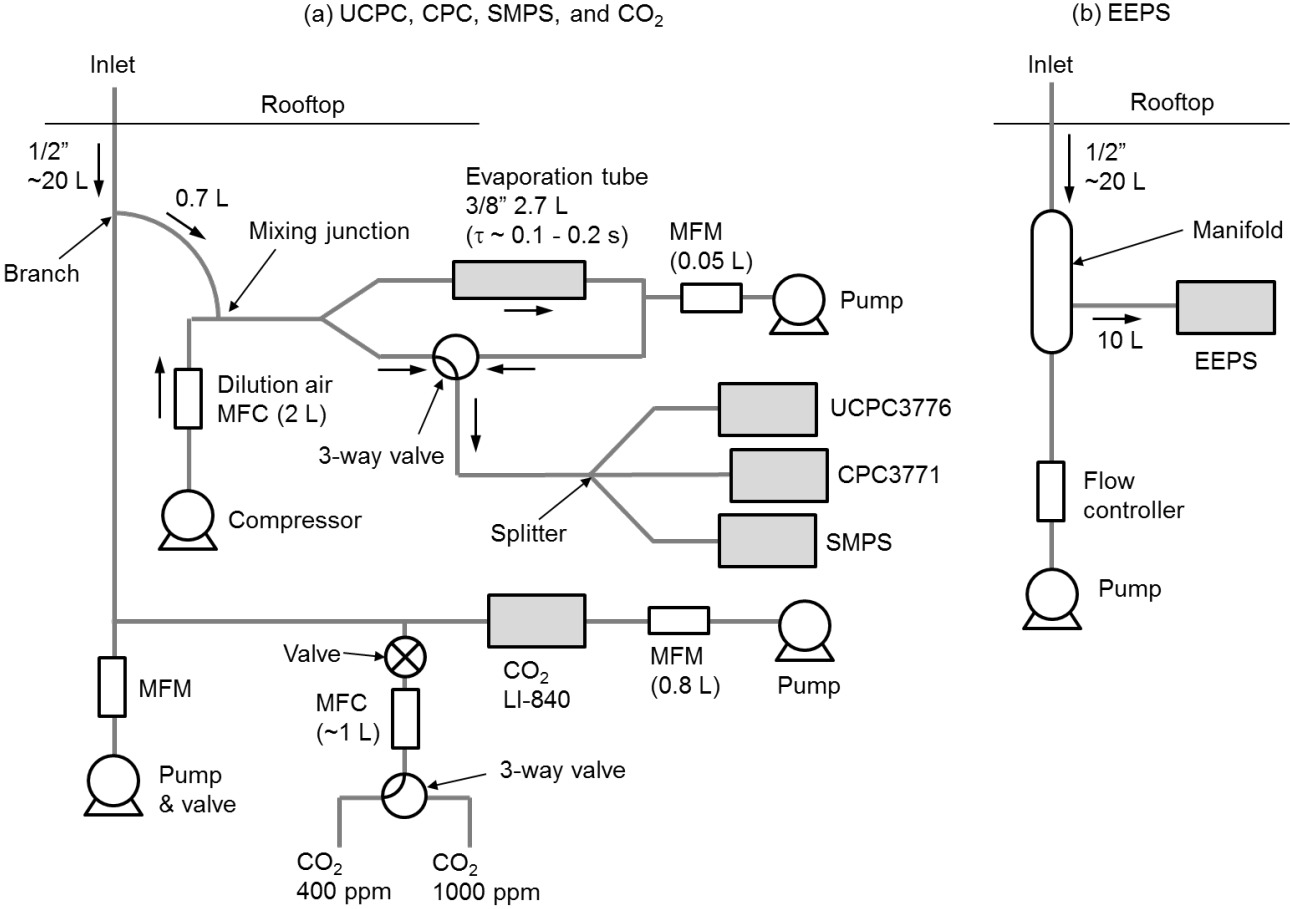 (a) UCPC, CPC, SMPS, and CO₂
(b) EEPS
Inlet
Rooftop
1/2”
~20 L
0.7 L
Branch
Mixing junction
Evaporation tube
3/8” 2.7 L
(τ ~ 0.1 - 0.2 s)
MFM
(0.05 L)
Pump
Dilution air
MFC (2 L)
3-way valve
Compressor
UCPC3776
CPC3771
Splitter
SMPS
Valve
CO₂
LI-840
MFM
(0.8 L)
Pump
MFM
MFC
(~1 L)
3-way valve
Pump
& valve
CO₂
400 ppm
CO₂
1000 ppm
Inlet
Rooftop
1/2”
~20 L
Manifold
10 L
EEPS
Flow
controller
Pump